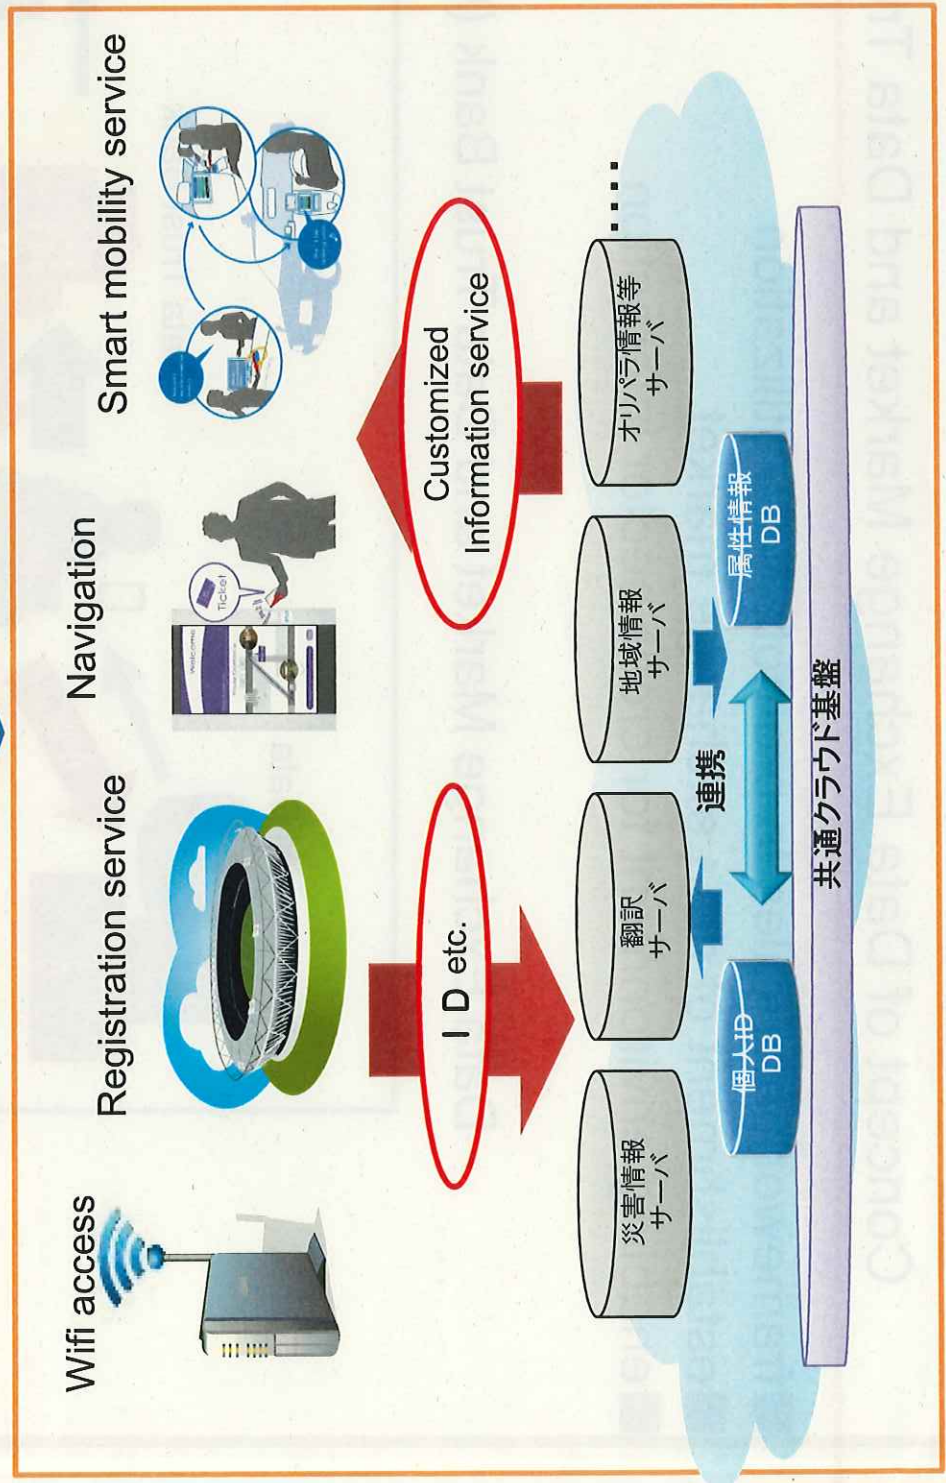 Wifi access
Registration service
Navigation
Smart mobility service
Welcome
Ticket
I D etc.
Customized
Information service
災害情報
サーバ
翻訳
サーバ
地域情報
サーバ
オリパラ情報等
サーバ
.....
個人ID
DB
連携
属性情報
DB
共通クラウド基盤